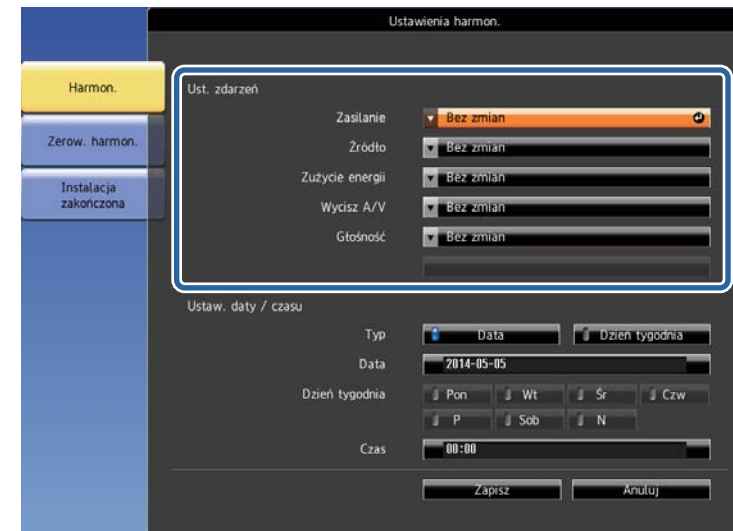 Ustawienia harmon.
Harmon.
Zerow. harmon.
Instalacja
zakończona
Ust. zdarzeń
Zasilanie Bez zmian
Źródło Bez zmian
Zużycie energii Bez zmian
Wycisz A/V Bez zmian
Głośność Bez zmian
Ustaw. daty / czasu
Typ Data Dzień tygodnia
Data 2014-05-05
Dzień tygodnia Pon Wt Śr Czw
P Sob N
Czas 00:00
Zapisz Anuluj